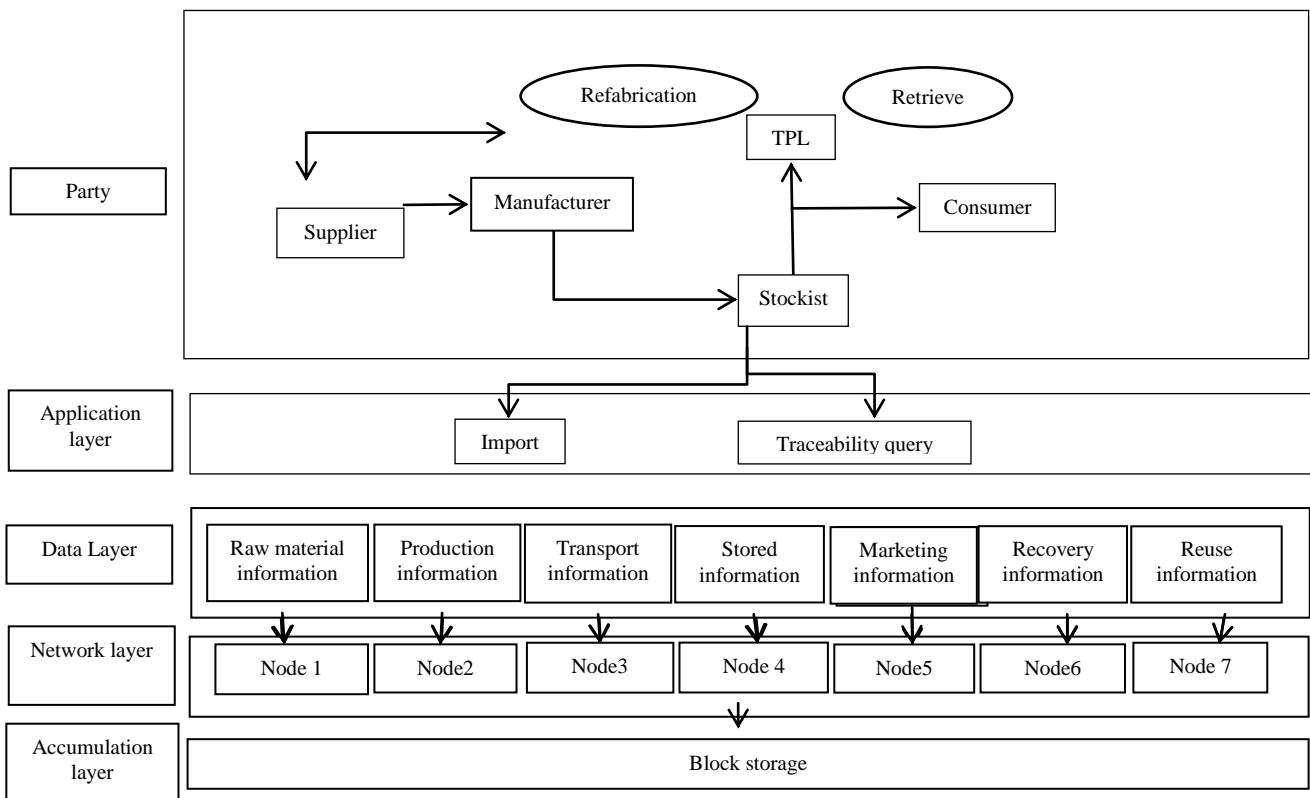 Refabrication
Retrieve
TPL
Party
Manufacturer
Consumer
Supplier
Stockist
Application
layer
Import
Traceability query
Data Layer
Raw material
information
Production
information
Transport
information
Stored
information
Marketing
information
Recovery
information
Reuse
information
Network layer
Node 1
Node2
Node3
Node 4
Node5
Node6
Node 7
Accumulation
layer
Block storage